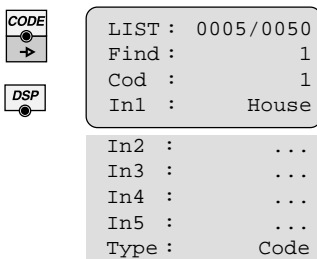 CODE
DSP
LIST : 0005/0050
Find : 1
Cod : 1
In1 : House
In2 : ...
In3 : ...
In4 : ...
In5 : ...
Type : Code